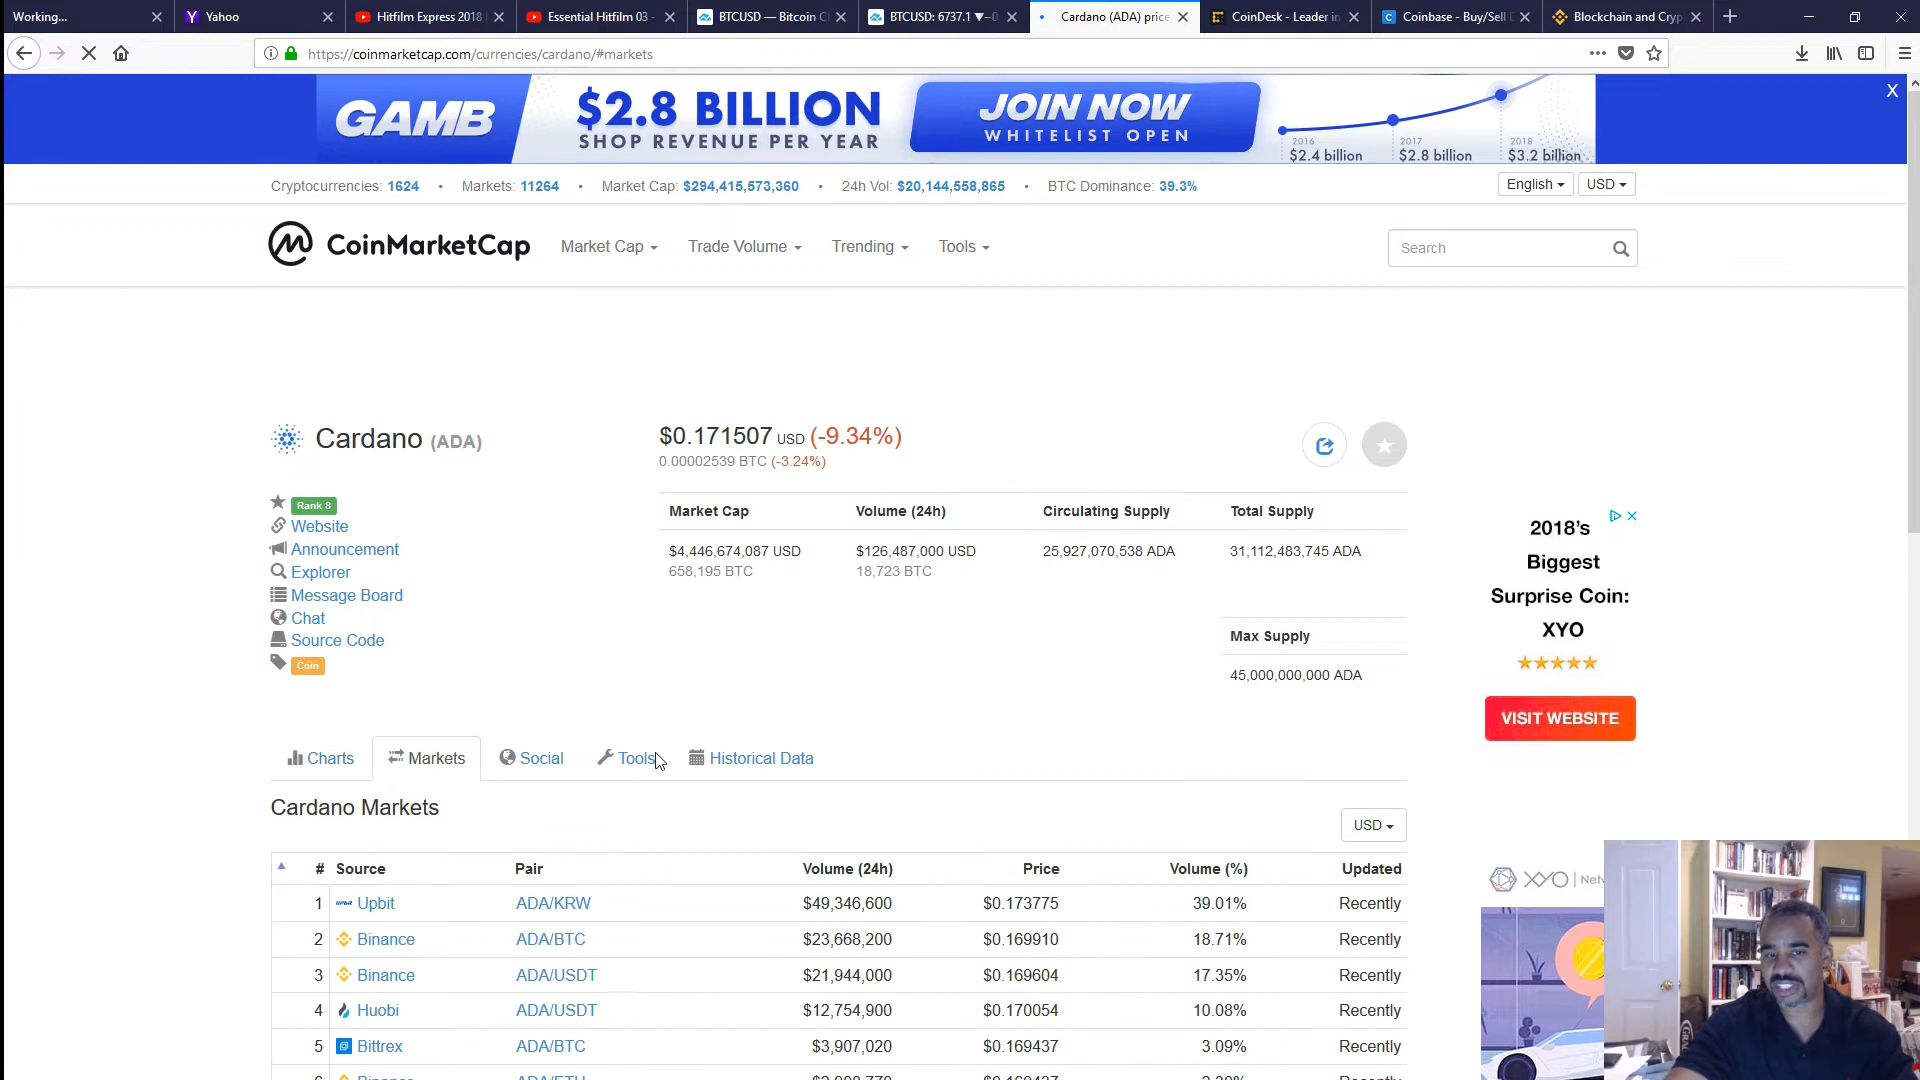 Working...
Yahoo
Hitfilm Express 2018
Essential Hitfilm 03 -
BTCUSD — Bitcoin C
BTCUSD: 6737.1 ▼−0
Cardano (ADA) price
CoinDesk - Leader in
Coinbase - Buy/Sell
Blockchain and Cryp
https://coinmarketcap.com/currencies/cardano/#markets
GAMB
$2.8 BILLION
SHOP REVENUE PER YEAR
JOIN NOW
WHITELIST OPEN
2016
$2.4 billion
2017
$2.8 billion
2018
$3.2 billion
X
Cryptocurrencies: 1624 • Markets: 11264 • Market Cap: $294,415,573,360 • 24h Vol: $20,144,558,865 • BTC Dominance: 39.3%
English
USD
CoinMarketCap
Market Cap
Trade Volume
Trending
Tools
Search
Cardano (ADA)
$0.171507 USD (-9.34%)
0.00002539 BTC (-3.24%)
Rank 8
Website
Announcement
Explorer
Message Board
Chat
Source Code
Coin
Market Cap Volume (24h) Circulating Supply Total Supply
$4,446,674,087 USD $126,487,000 USD 25,927,070,538 ADA 31,112,483,745 ADA
658,195 BTC 18,723 BTC
Max Supply
45,000,000,000 ADA
2018's
Biggest
Surprise Coin:
XYO
VISIT WEBSITE
Charts Markets Social Tools Historical Data
Cardano Markets
USD
# Source Pair Volume (24h) Price Volume (%) Updated
1 Upbit ADA/KRW $49,346,600 $0.173775 39.01% Recently
2 Binance ADA/BTC $23,668,200 $0.169910 18.71% Recently
3 Binance ADA/USDT $21,944,000 $0.169604 17.35% Recently
4 Huobi ADA/USDT $12,754,900 $0.170054 10.08% Recently
5 Bittrex ADA/BTC $3,907,020 $0.169437 3.09% Recently
XYO | Netw